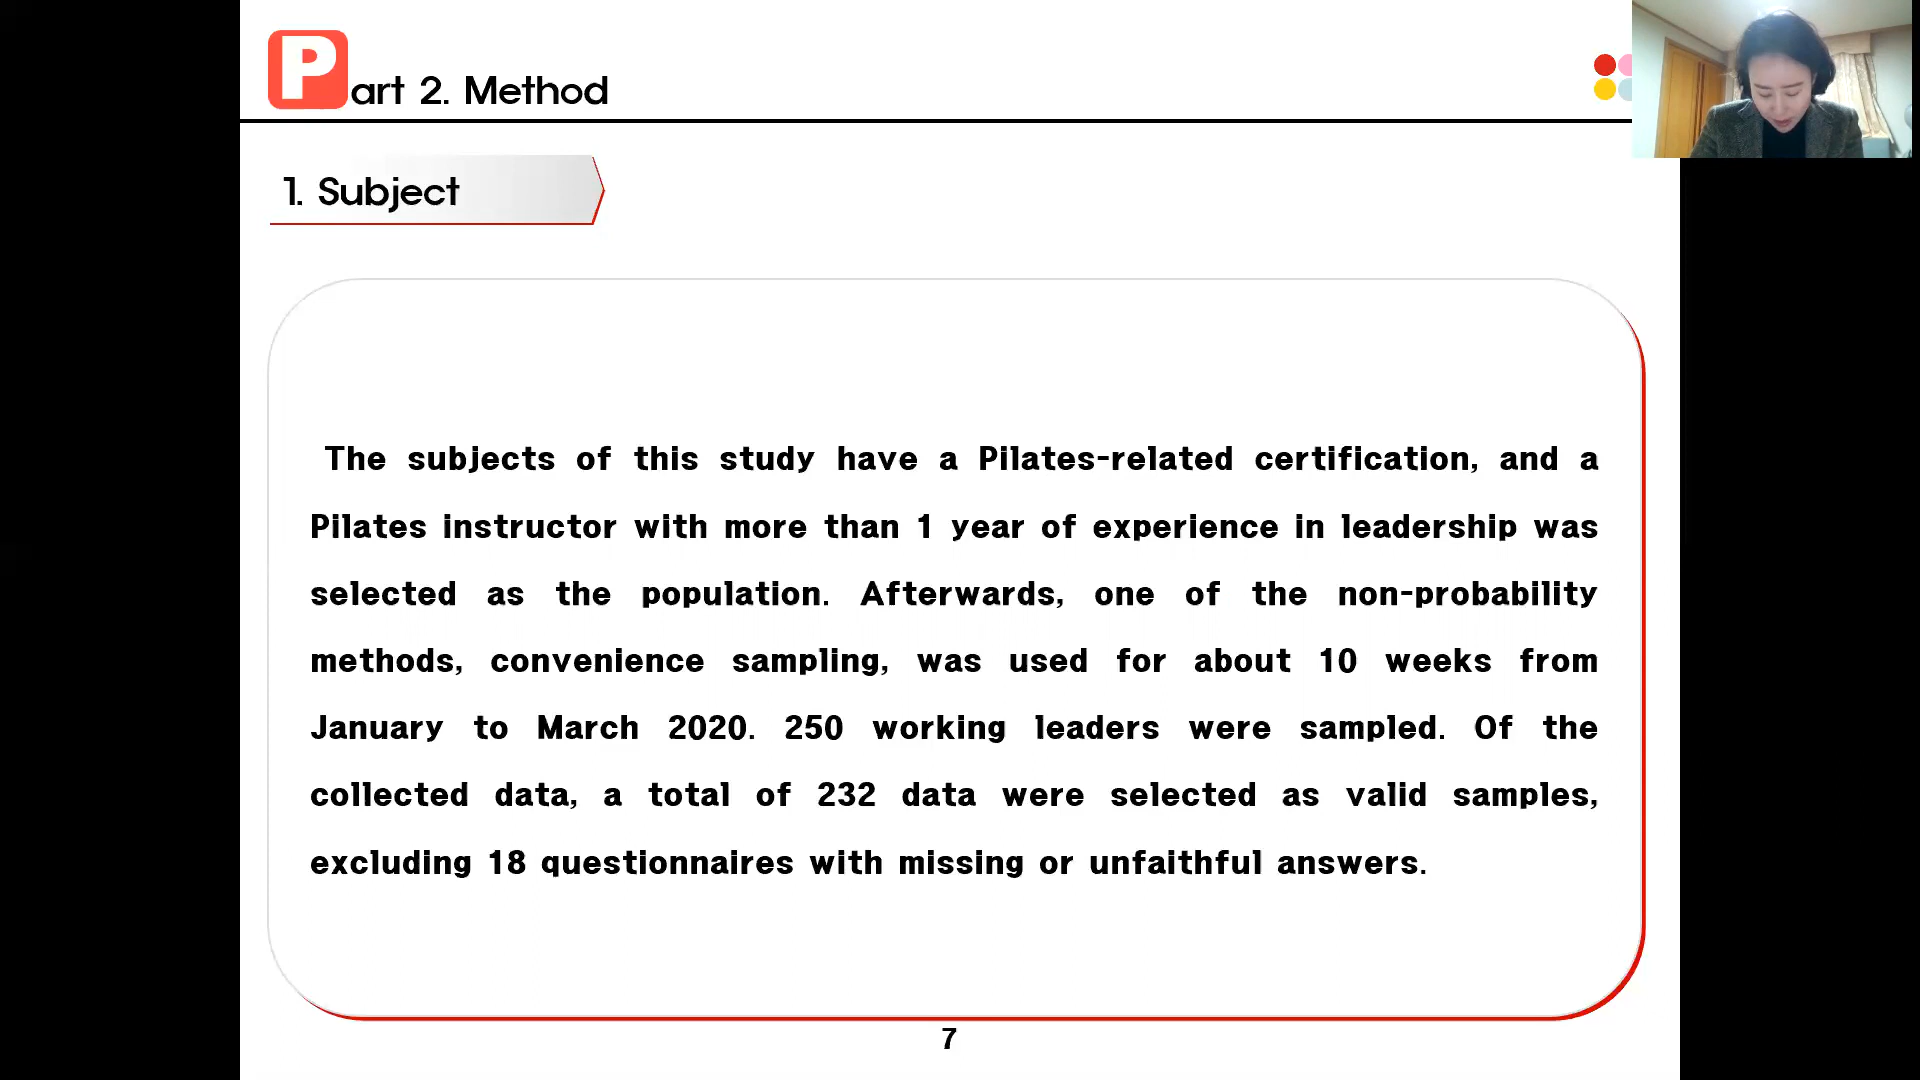 Part 2. Method
1. Subject
The subjects of this study have a Pilates-related certification, and a
Pilates instructor with more than 1 year of experience in leadership was
selected as the population. Afterwards, one of the non-probability
methods, convenience sampling, was used for about 10 weeks from
January to March 2020. 250 working leaders were sampled. Of the
collected data, a total of 232 data were selected as valid samples,
excluding 18 questionnaires with missing or unfaithful answers.
7